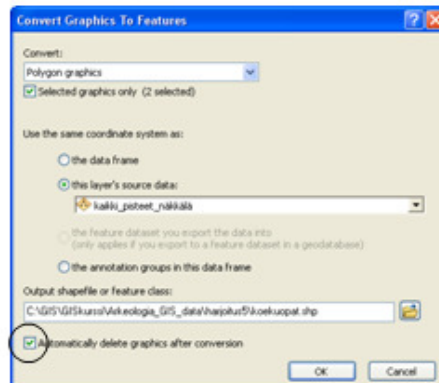 Convert Graphics To Features
Convert:
Polygon graphics
Selected graphics only (2 selected)
Use the same coordinate system as:
the data frame
this layer's source data:
kaikki_pisteet_näkkälä
the feature dataset you export the data into
(only applies if you export to a feature dataset in a geodatabase)
the annotation groups in this data frame
Output shapefile or feature class:
C:\GIS\GISkurssi\Arkeologia_GIS_data\harjoitus5\koekuopat.shp
Automatically delete graphics after conversion
OK Cancel